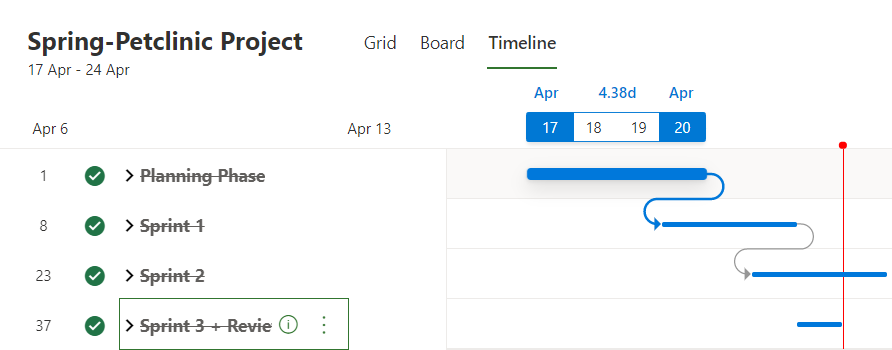 Spring-Petclinic Project
Grid Board Timeline
17 Apr - 24 Apr
Apr 4.38d Apr
Apr 6 Apr 13 17 18 19 20
1 Planning Phase
8 Sprint 1
23 Sprint 2
37 Sprint 3 + Revie